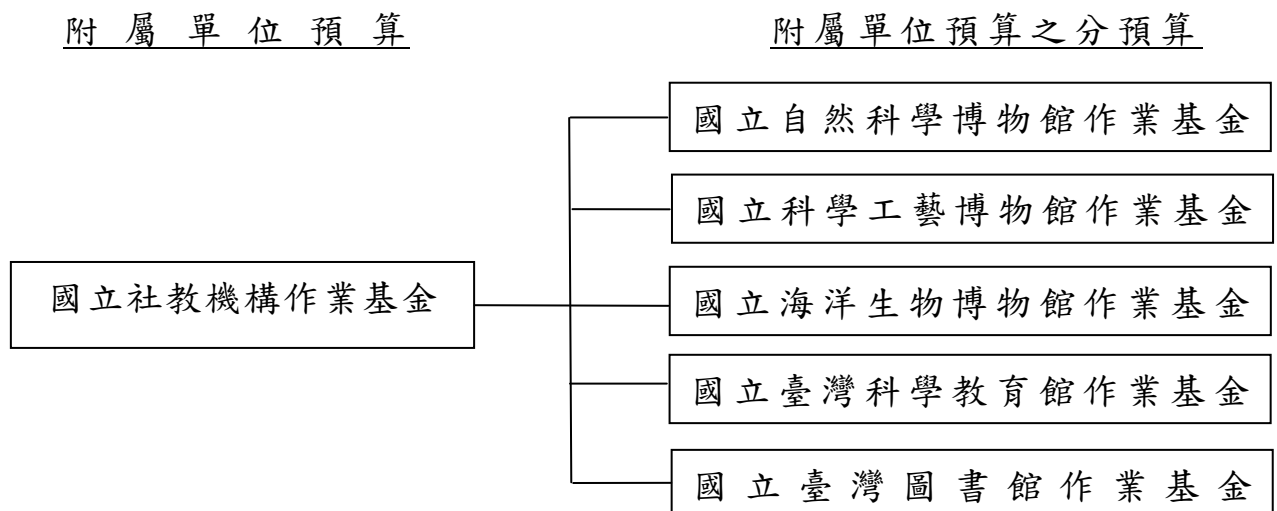 附屬單位預算
附屬單位預算之分預算
國立自然科學博物館作業基金
國立科學工藝博物館作業基金
國立社教機構作業基金
國立海洋生物博物館作業基金
國立臺灣科學教育館作業基金
國立臺灣圖書館作業基金